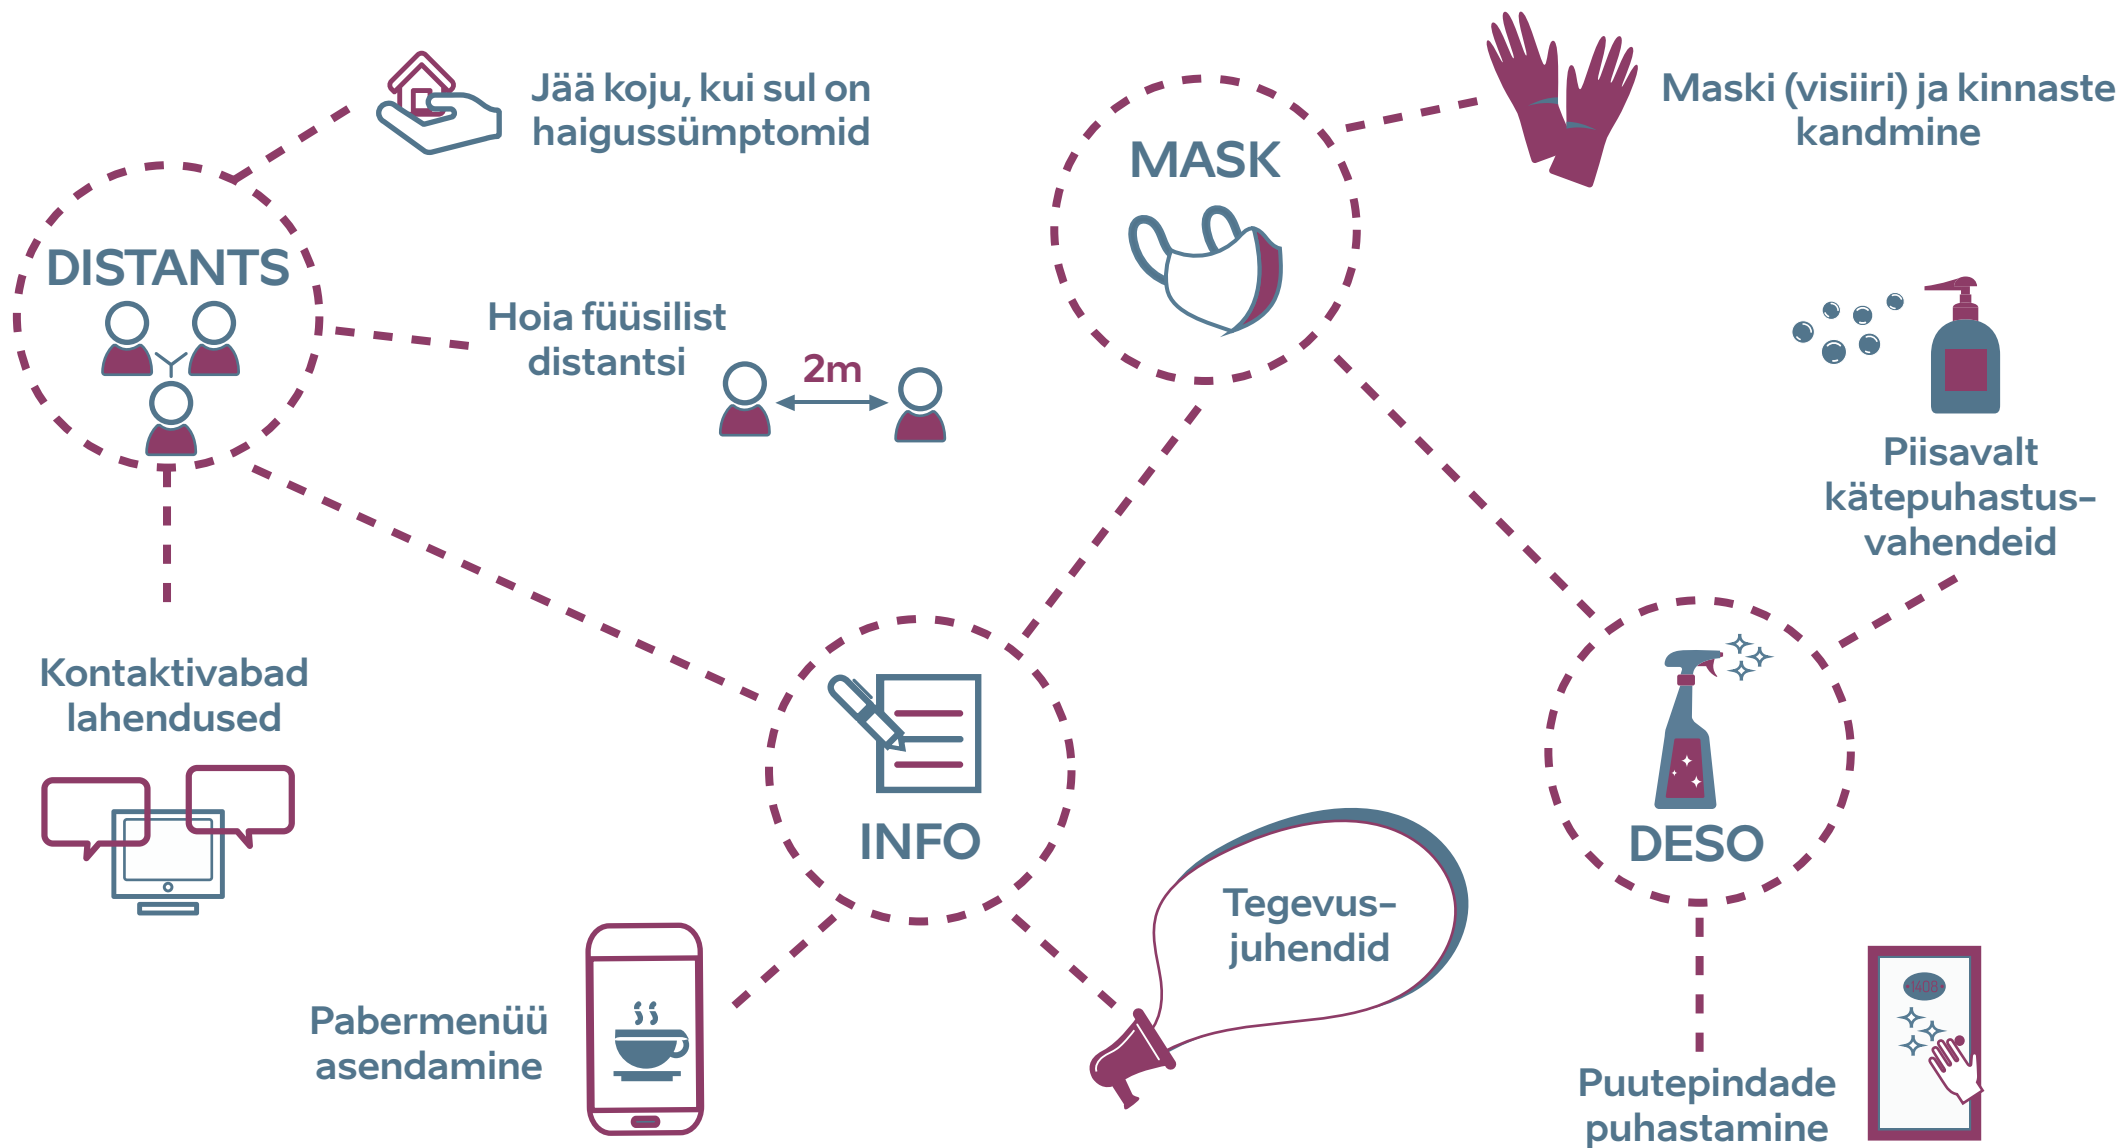 Jää koju, kui sul on
haigussümptomid
DISTANTS
Hoia füüsilist
distantsi
2m
Kontaktivabad
lahendused
MASK
Maski (visiiri) ja kinnaste
kandmine
INFO
Pabermenüü
asendamine
Tegevus-
juhendid
Piisavalt
kätepuhastus-
vahendeid
DESO
Puutepindade
puhastamine
•1408•